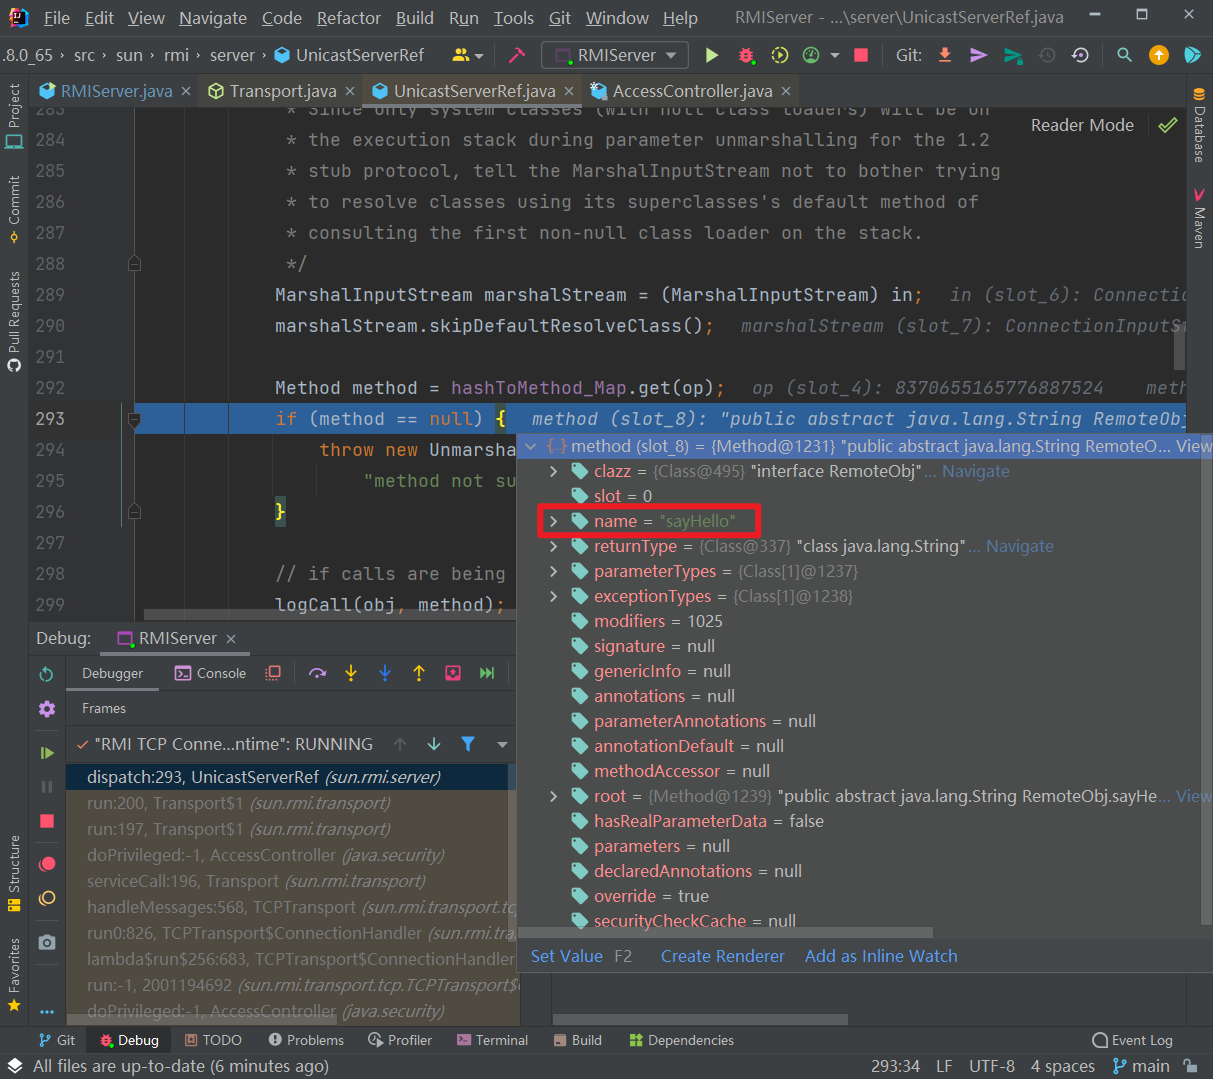 File Edit View Navigate Code Refactor Build Run Tools Git Window Help RMIServer - ...\server\UnicastServerRef.java
.8.0_65 › src › sun › rmi › server › UnicastServerRef RMIServer Git:
RMIServer.java Transport.java UnicastServerRef.java AccessController.java
Reader Mode
283 * Since only system classes (with null class loaders) will be on
284 * the execution stack during parameter unmarshalling for the 1.2
285 * stub protocol, tell the MarshalInputStream not to bother trying
286 * to resolve classes using its superclasses's default method of
287 * consulting the first non-null class loader on the stack.
288 */
289 MarshalInputStream marshalStream = (MarshalInputStream) in; in (slot_6): Connectio
290 marshalStream.skipDefaultResolveClass(); marshalStream (slot_7): ConnectionInputSt
291
292 Method method = hashToMethod_Map.get(op); op (slot_4): 8370655165776887524 meth
293 if (method == null) { method (slot_8): "public abstract java.lang.String RemoteObj
294 throw new Unmarsha
295 "method not su
296 }
297
298 // if calls are being
299 logCall(obj, method);
method (slot_8) = {Method@1231} "public abstract java.lang.String RemoteO... View
clazz = {Class@495} "interface RemoteObj"... Navigate
slot = 0
name = "sayHello"
returnType = {Class@337} "class java.lang.String"... Navigate
parameterTypes = {Class[1]@1237}
exceptionTypes = {Class[1]@1238}
modifiers = 1025
signature = null
genericInfo = null
annotations = null
parameterAnnotations = null
annotationDefault = null
methodAccessor = null
root = {Method@1239} "public abstract java.lang.String RemoteObj.sayHe... View
hasRealParameterData = false
parameters = null
declaredAnnotations = null
override = true
securityCheckCache = null
Set Value F2 Create Renderer Add as Inline Watch
Debug: RMIServer
Debugger Console
Frames
"RMI TCP Conne...ntime": RUNNING
dispatch:293, UnicastServerRef (sun.rmi.server)
run:200, Transport$1 (sun.rmi.transport)
run:197, Transport$1 (sun.rmi.transport)
doPrivileged:-1, AccessController (java.security)
serviceCall:196, Transport (sun.rmi.transport)
handleMessages:568, TCPTransport (sun.rmi.transport.tcp
run0:826, TCPTransport$ConnectionHandler (sun.rmi.tra
lambda$run$256:683, TCPTransport$ConnectionHandler
run:-1, 2001194692 (sun.rmi.transport.tcp.TCPTransport$
doPrivileged:-1, AccessController (java.security)
Project
Commit
Pull Requests
Structure
Favorites
Database
Maven
Git Debug TODO Problems Profiler Terminal Build Dependencies Event Log
All files are up-to-date (6 minutes ago) 293:34 LF UTF-8 4 spaces main